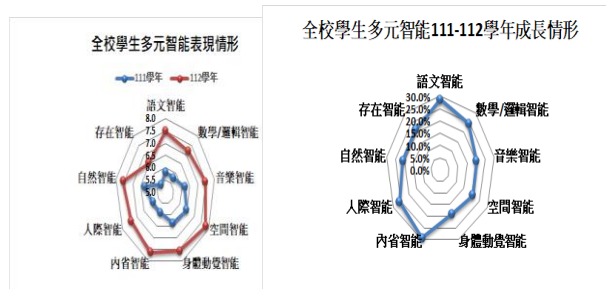 全校學生多元智能表現情形
111學年 112學年
語文智能
數學/邏輯智能
音樂智能
空間智能
身體動覺智能
內省智能
人際智能
自然智能
存在智能
8.0
7.5
7.0
6.5
6.0
5.5
5.0
全校學生多元智能111-112學年成長情形
語文智能
數學/邏輯智能
音樂智能
空間智能
身體動覺智能
內省智能
人際智能
自然智能
存在智能
30.0%
25.0%
20.0%
15.0%
10.0%
5.0%
0.0%